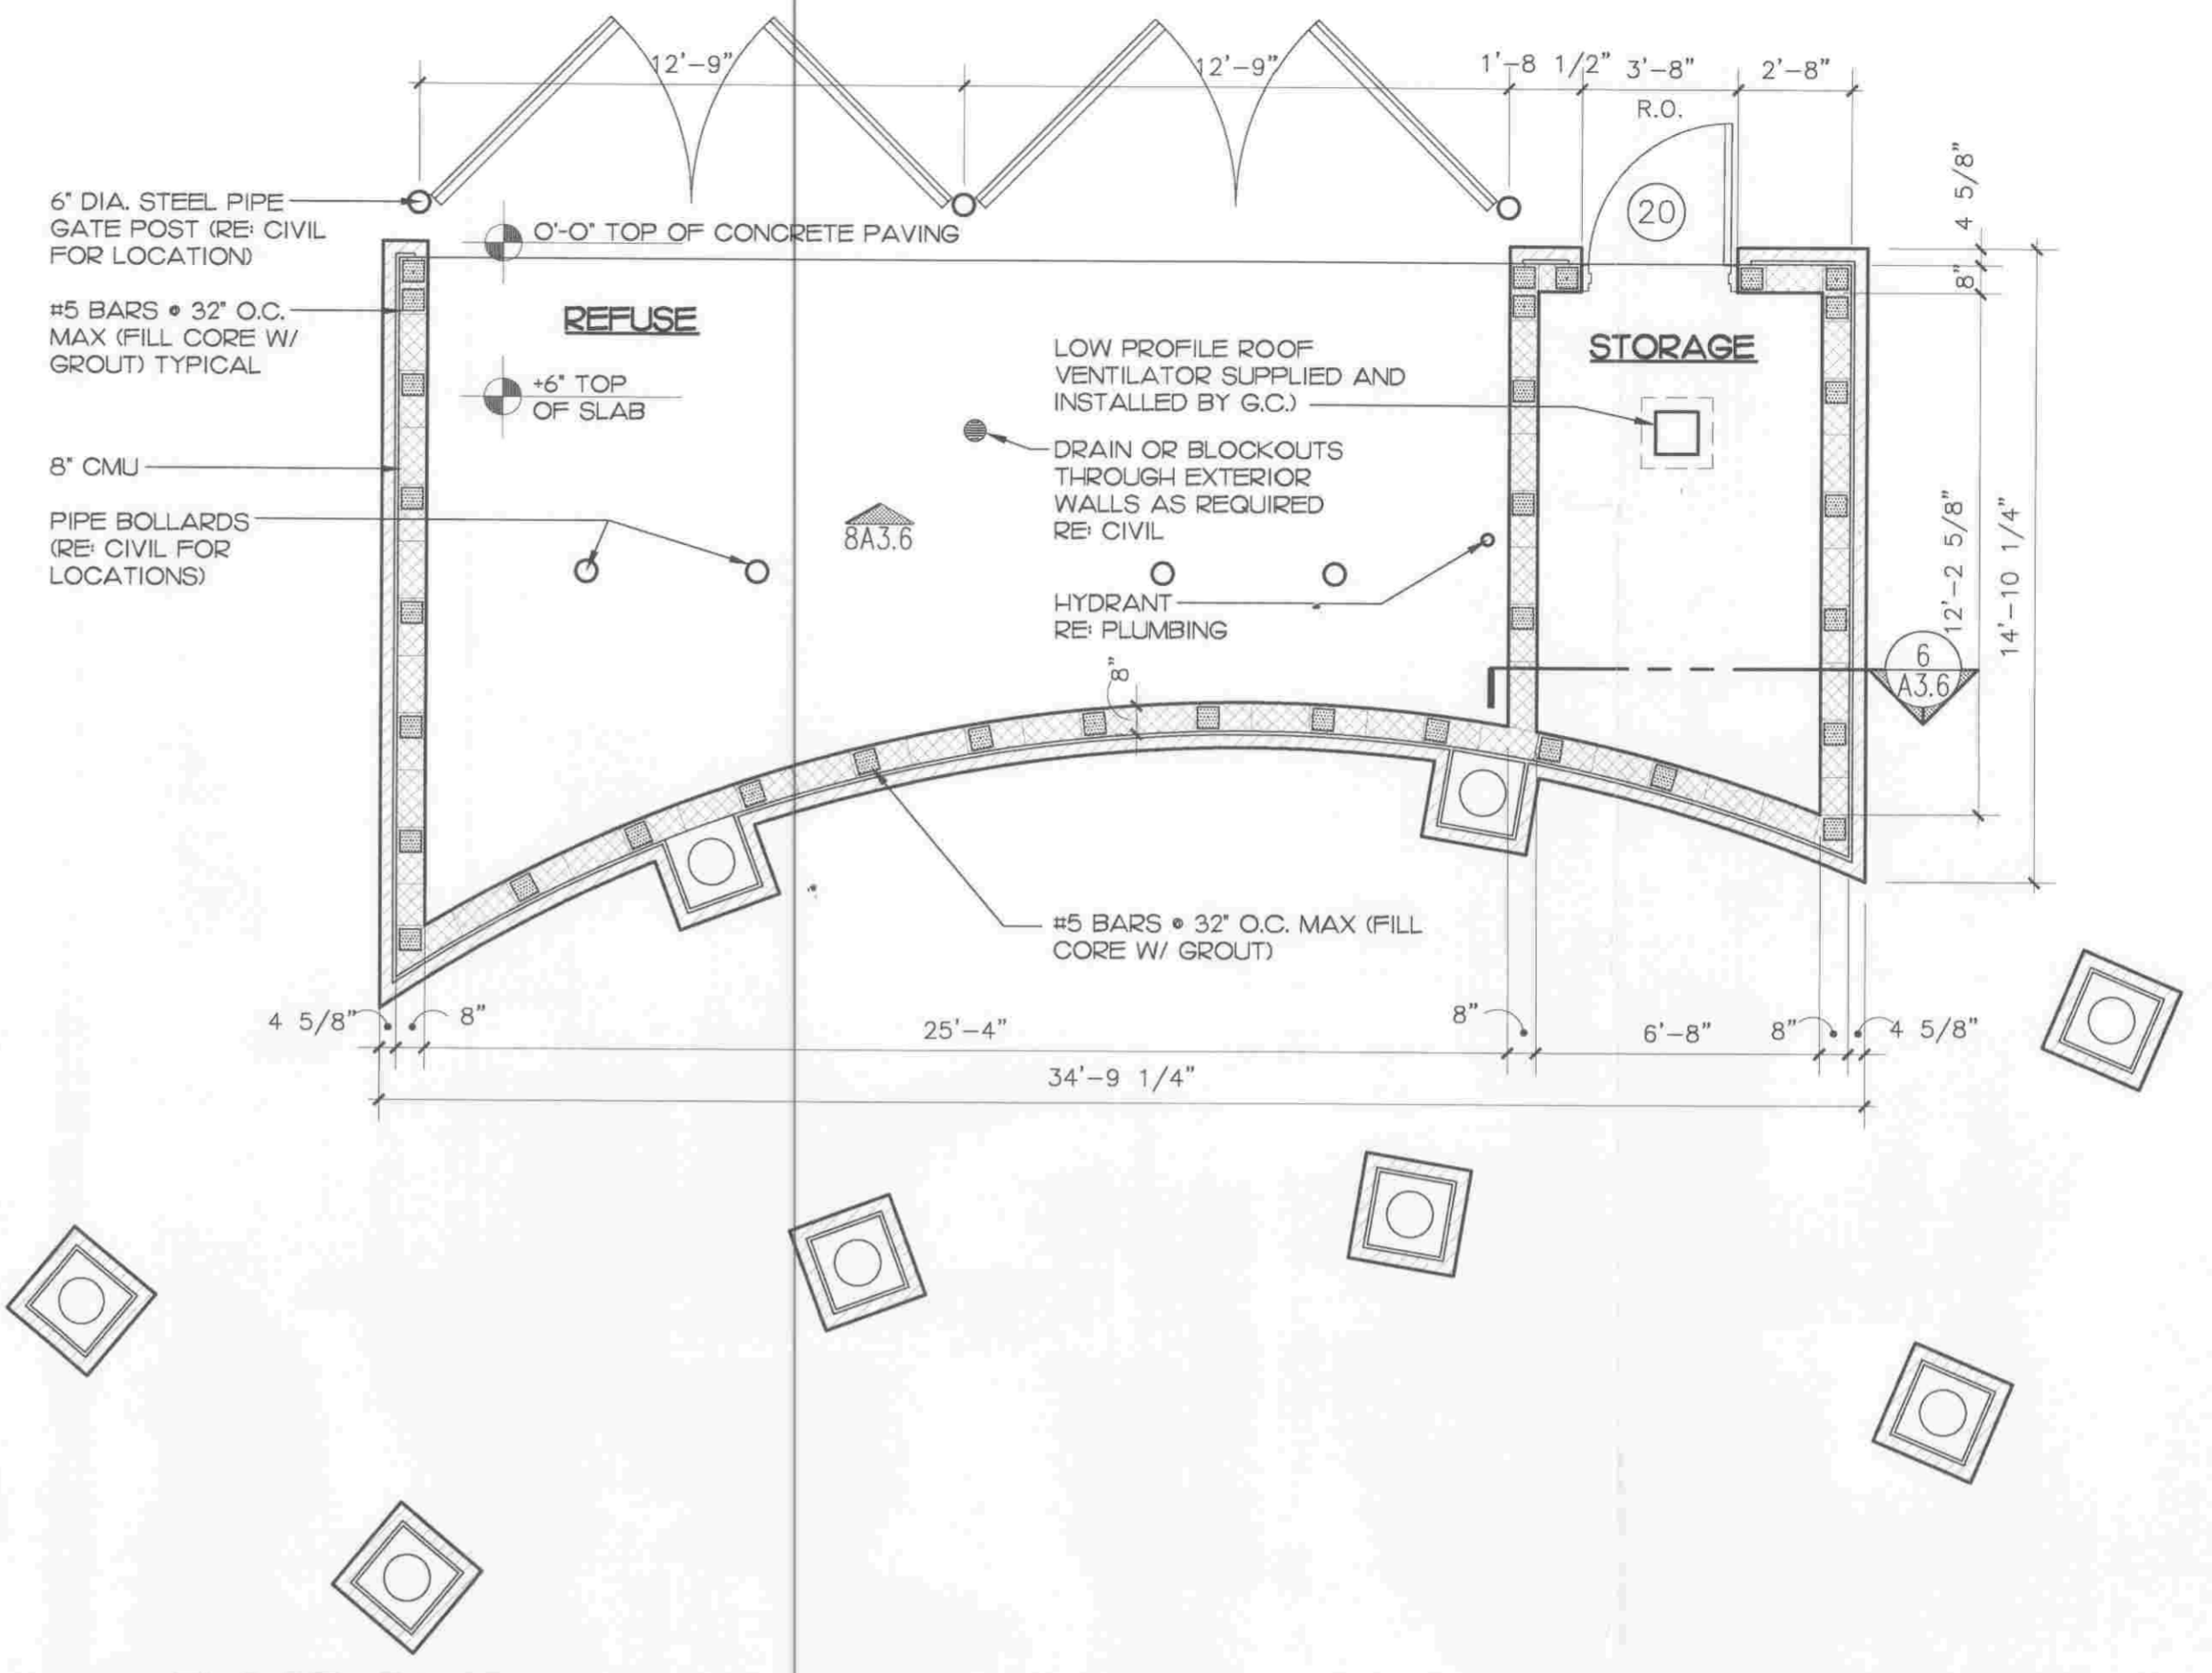 12'-9"
12'-9"
1'-8 1/2"
3'-8"
2'-8"
R.O.
20
4 5/8"
8"
6" DIA. STEEL PIPE
GATE POST (RE: CIVIL
FOR LOCATION)
0'-0" TOP OF CONCRETE PAVING
#5 BARS @ 32" O.C.
MAX (FILL CORE W/
GROUT) TYPICAL
REFUSE
STORAGE
+6" TOP
OF SLAB
LOW PROFILE ROOF
VENTILATOR SUPPLIED AND
INSTALLED BY G.C.)
8" CMU
DRAIN OR BLOCKOUTS
THROUGH EXTERIOR
WALLS AS REQUIRED
RE: CIVIL
PIPE BOLLARDS
(RE: CIVIL FOR
LOCATIONS)
8A3.6
HYDRANT
RE: PLUMBING
12'-2 5/8"
14'-10 1/4"
6
A3.6
8"
#5 BARS @ 32" O.C. MAX (FILL
CORE W/ GROUT)
4 5/8"
8"
25'-4"
8"
6'-8"
8"
4 5/8"
34'-9 1/4"